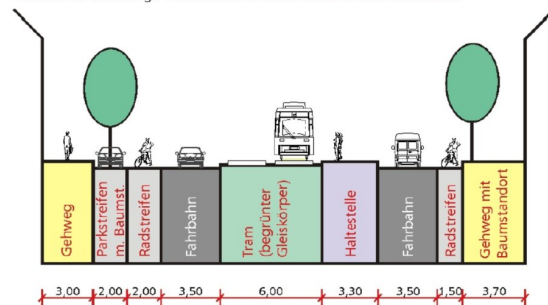 Gehweg
Parkstreifen
m. Baumst.
Radstreifen
Fahrbahn
Tram
(begrünter
Gleiskörper)
Haltestelle
Fahrbahn
Radstreifen
Gehweg mit
Baumstandort
3,00 2,00 2,00 3,50 6,00 3,30 3,50 1,50 3,70